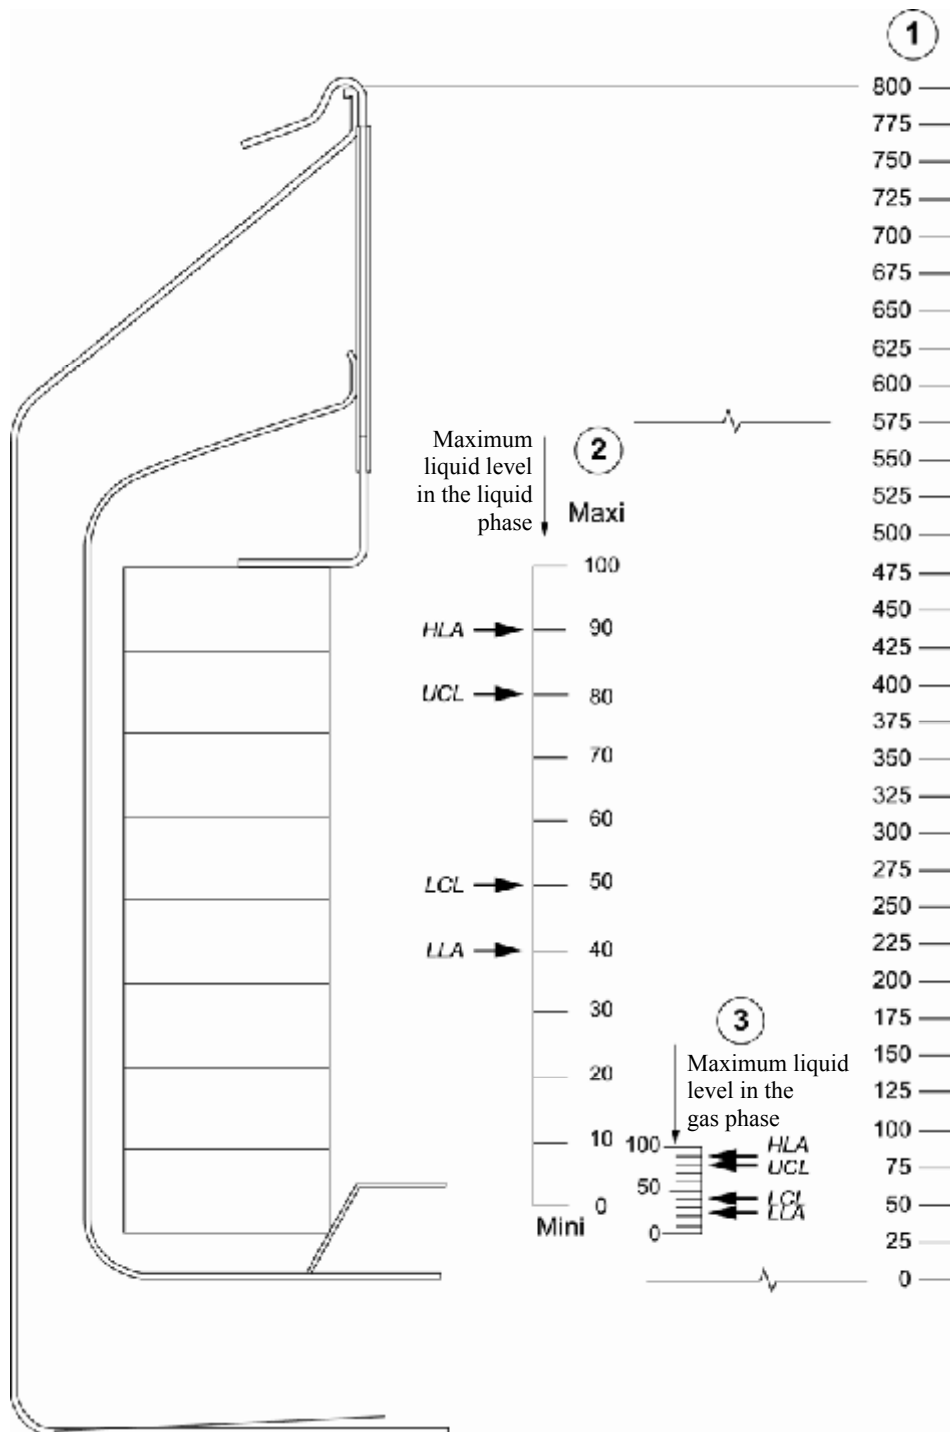 1
800
775
750
725
700
675
650
625
600
575
550
525
500
475
450
425
400
375
350
325
300
275
250
225
200
175
150
125
100
75
50
25
0
Maximum
liquid level
in the liquid
phase
2
Maxi
100
HLA 90
UCL 80
70
60
LCL 50
LLA 40
30
20
10
0
Mini
3
Maximum liquid
level in the
gas phase
100
50
0
HLA
UCL
LCL
LLA